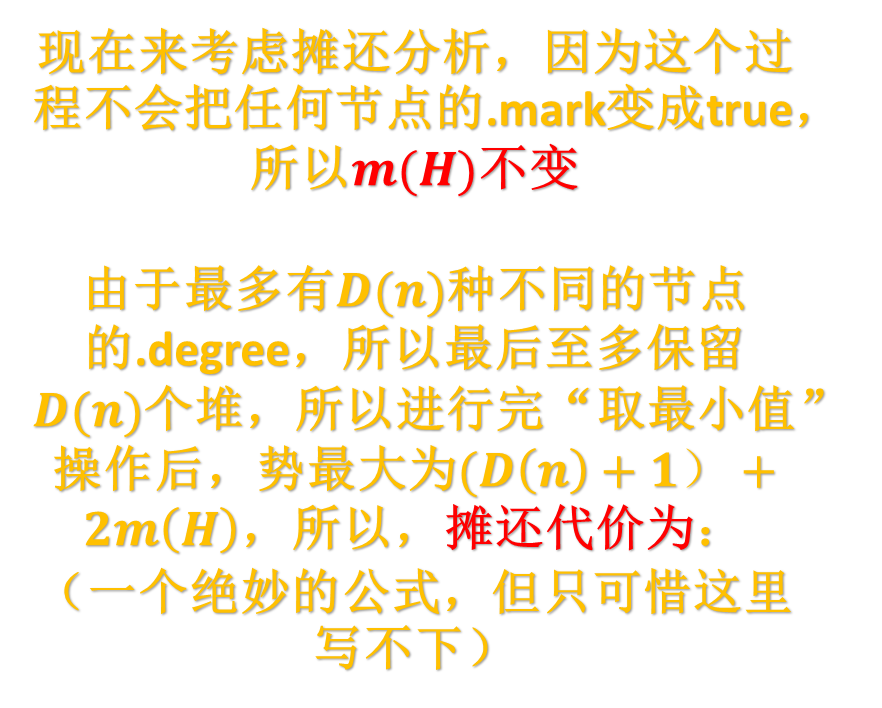 现在来考虑摊还分析，因为这个过
程不会把任何节点的.mark变成true，
所以m(H)不变
由于最多有D(n)种不同的节点
的.degree，所以最后至多保留
D(n)个堆，所以进行完“取最小值”
操作后，势最大为(D(n) + 1） +
2m(H)，所以，摊还代价为：
（一个绝妙的公式，但只可惜这里
写不下）